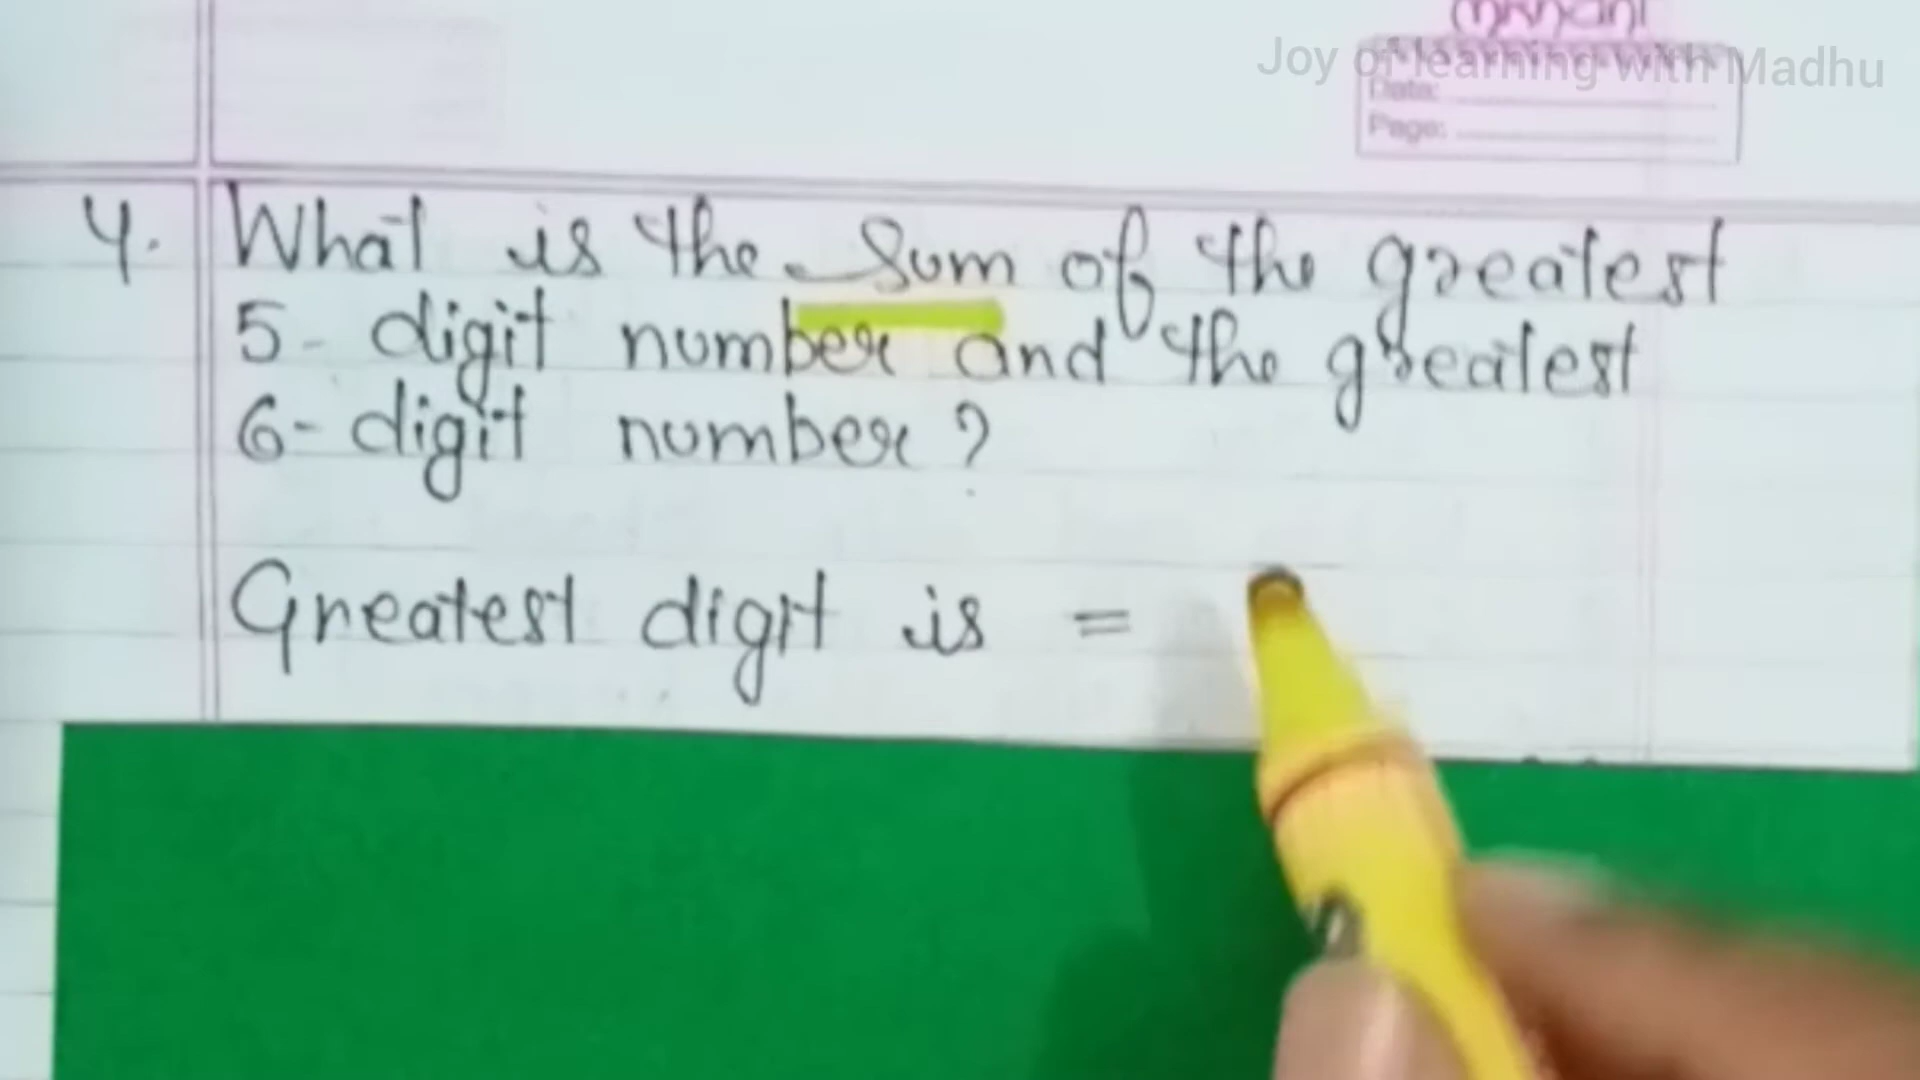 Joy of learning with Madhu
Date:
Page:
4. What is the sum of the greatest
5- digit number and the greatest
6- digit number?
Greatest digit is =